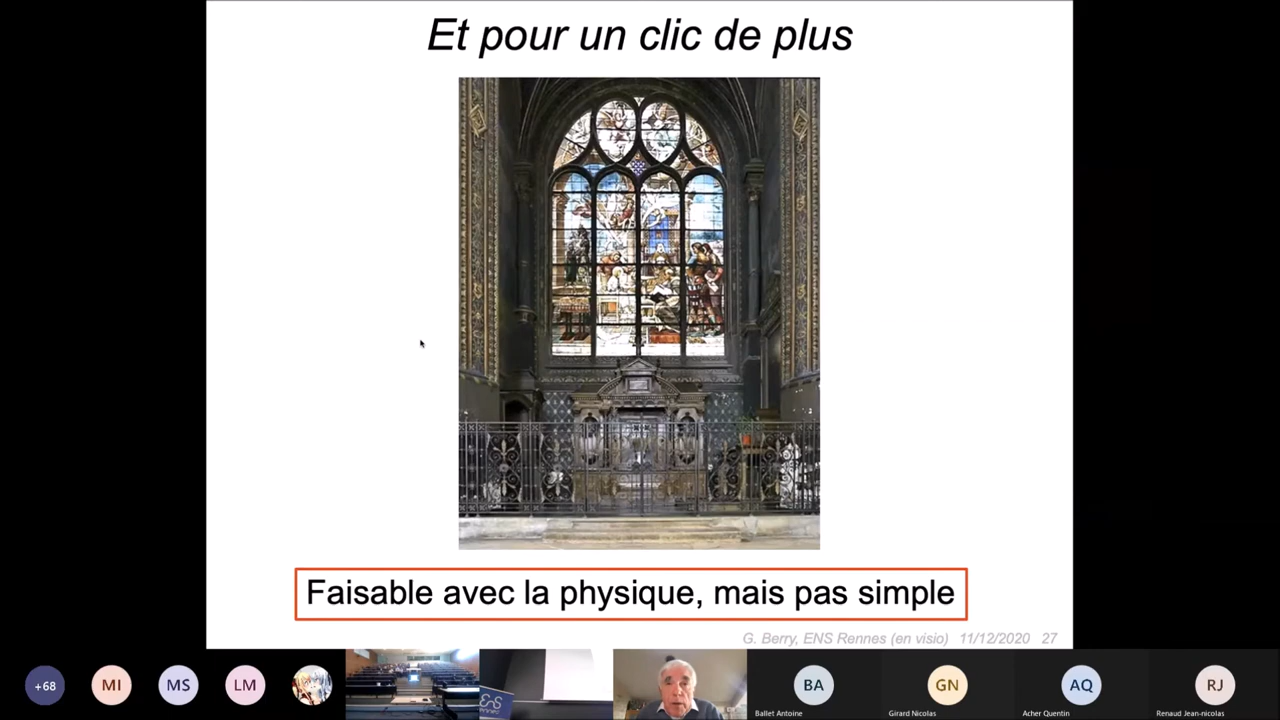 Et pour un clic de plus
Faisable avec la physique, mais pas simple
G. Berry, ENS Rennes (en visio) 11/12/2020 27
+68
MI
MS
LM
BA
GN
AQ
RJ
Ballet Antoine
Girard Nicolas
Acher Quentin
Renaud Jean-nicolas